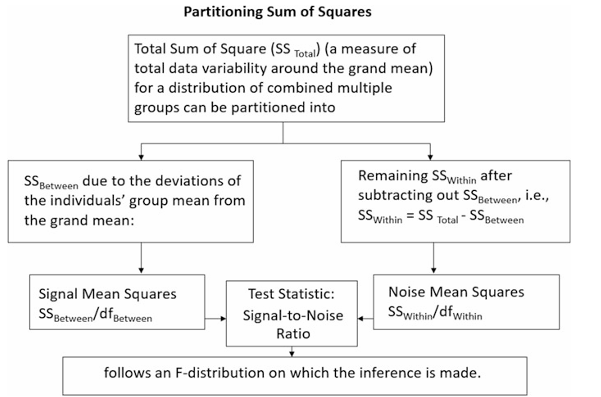 Partitioning Sum of Squares
Total Sum of Square (SS Total) (a measure of
total data variability around the grand mean)
for a distribution of combined multiple
groups can be partitioned into
SSBetween due to the deviations of
the individuals' group mean from
the grand mean:
Remaining SSWithin after
subtracting out SSBetween, i.e.,
SSWithin = SS Total - SSBetween
Signal Mean Squares
SSBetween/dfBetween
Test Statistic:
Signal-to-Noise
Ratio
Noise Mean Squares
SSWithin/dfWithin
follows an F-distribution on which the inference is made.